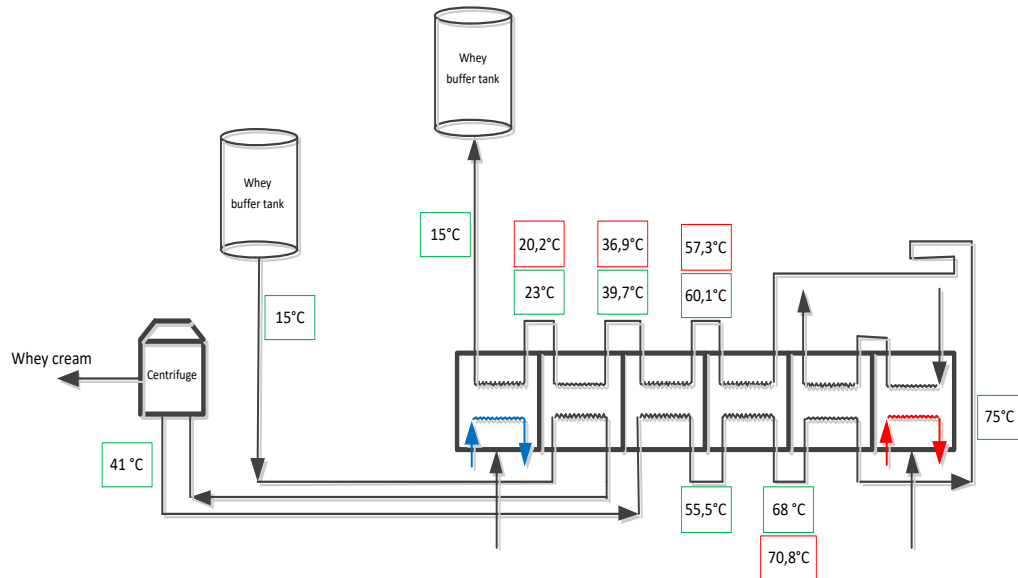 Whey
buffer tank
Whey
buffer tank
15°C
20,2°C
36,9°C
57,3°C
23°C
39,7°C
60,1°C
15°C
Whey cream
Centrifuge
75°C
41 °C
55,5°C
68 °C
70,8°C